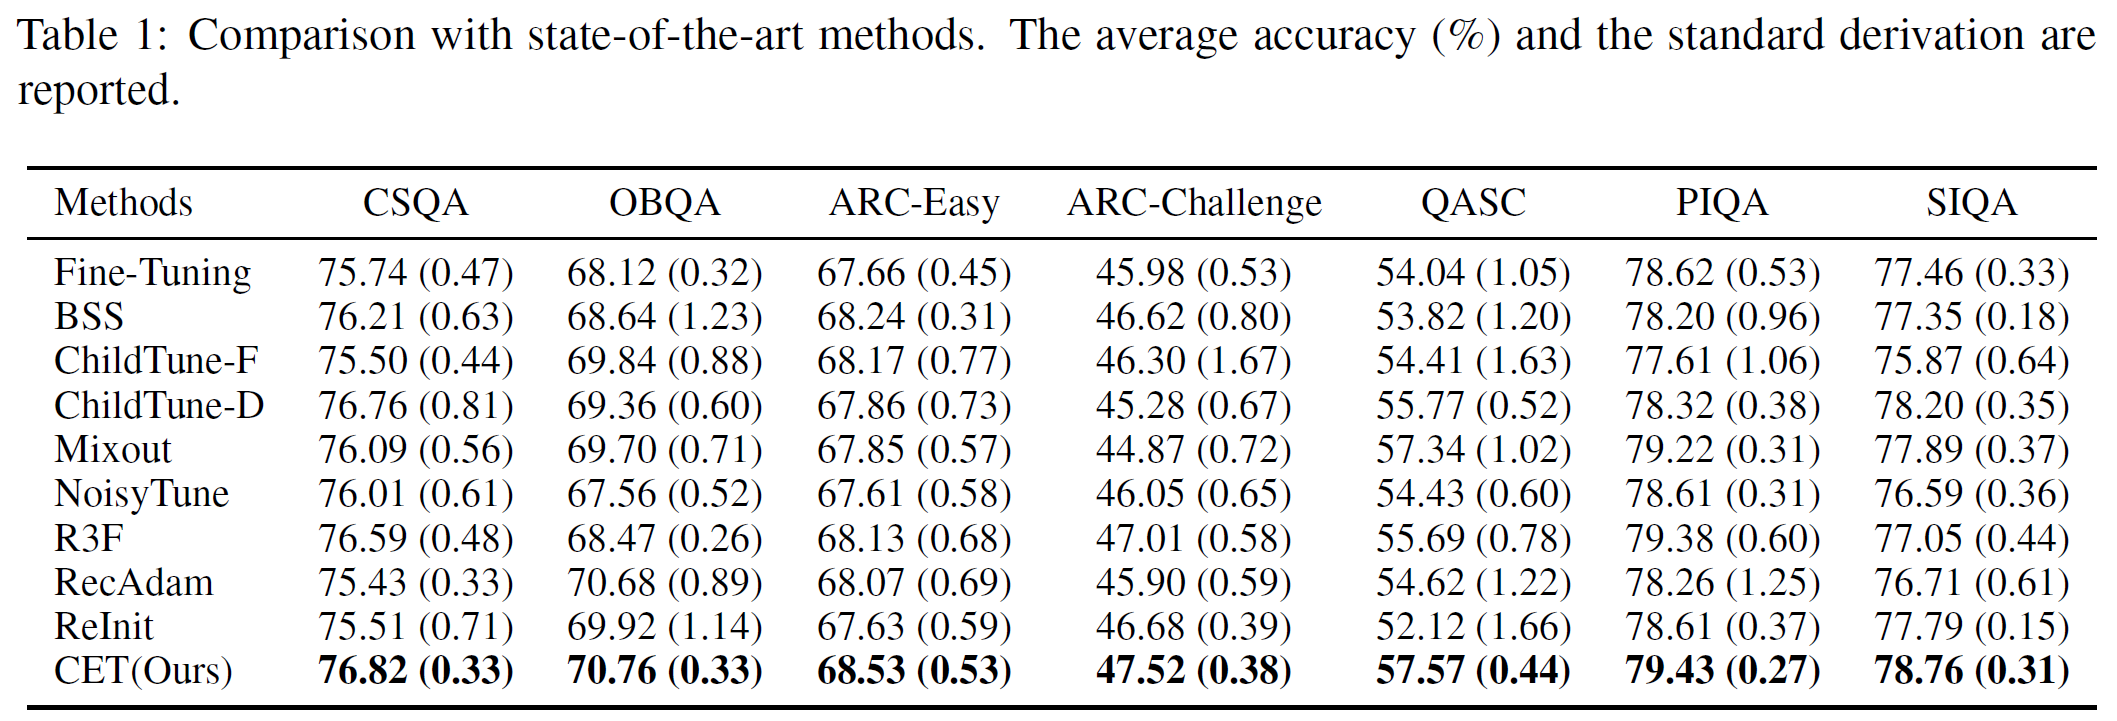 Table 1: Comparison with state-of-the-art methods. The average accuracy (%) and the standard derivation are
reported.
Methods CSQA OBQA ARC-Easy ARC-Challenge QASC PIQA SIQA
Fine-Tuning 75.74 (0.47) 68.12 (0.32) 67.66 (0.45) 45.98 (0.53) 54.04 (1.05) 78.62 (0.53) 77.46 (0.33)
BSS 76.21 (0.63) 68.64 (1.23) 68.24 (0.31) 46.62 (0.80) 53.82 (1.20) 78.20 (0.96) 77.35 (0.18)
ChildTune-F 75.50 (0.44) 69.84 (0.88) 68.17 (0.77) 46.30 (1.67) 54.41 (1.63) 77.61 (1.06) 75.87 (0.64)
ChildTune-D 76.76 (0.81) 69.36 (0.60) 67.86 (0.73) 45.28 (0.67) 55.77 (0.52) 78.32 (0.38) 78.20 (0.35)
Mixout 76.09 (0.56) 69.70 (0.71) 67.85 (0.57) 44.87 (0.72) 57.34 (1.02) 79.22 (0.31) 77.89 (0.37)
NoisyTune 76.01 (0.61) 67.56 (0.52) 67.61 (0.58) 46.05 (0.65) 54.43 (0.60) 78.61 (0.31) 76.59 (0.36)
R3F 76.59 (0.48) 68.47 (0.26) 68.13 (0.68) 47.01 (0.58) 55.69 (0.78) 79.38 (0.60) 77.05 (0.44)
RecAdam 75.43 (0.33) 70.68 (0.89) 68.07 (0.69) 45.90 (0.59) 54.62 (1.22) 78.26 (1.25) 76.71 (0.61)
ReInit 75.51 (0.71) 69.92 (1.14) 67.63 (0.59) 46.68 (0.39) 52.12 (1.66) 78.61 (0.37) 77.79 (0.15)
CET(Ours) 76.82 (0.33) 70.76 (0.33) 68.53 (0.53) 47.52 (0.38) 57.57 (0.44) 79.43 (0.27) 78.76 (0.31)